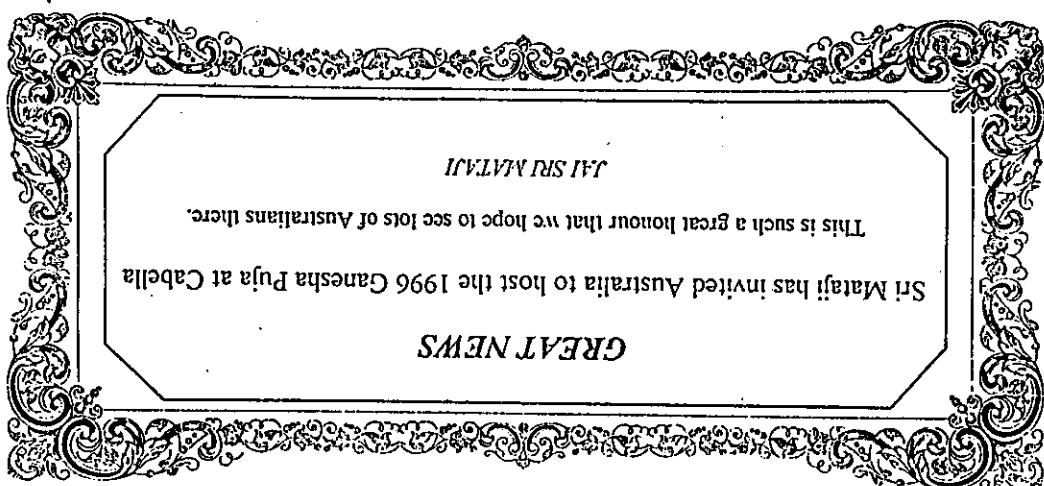 GREAT NEWS
Sri Mataji has invited Australia to host the 1996 Ganesha Puja at Cabella
This is such a great honour that we hope to see lots of Australians there.
JAI SRI MATAJI